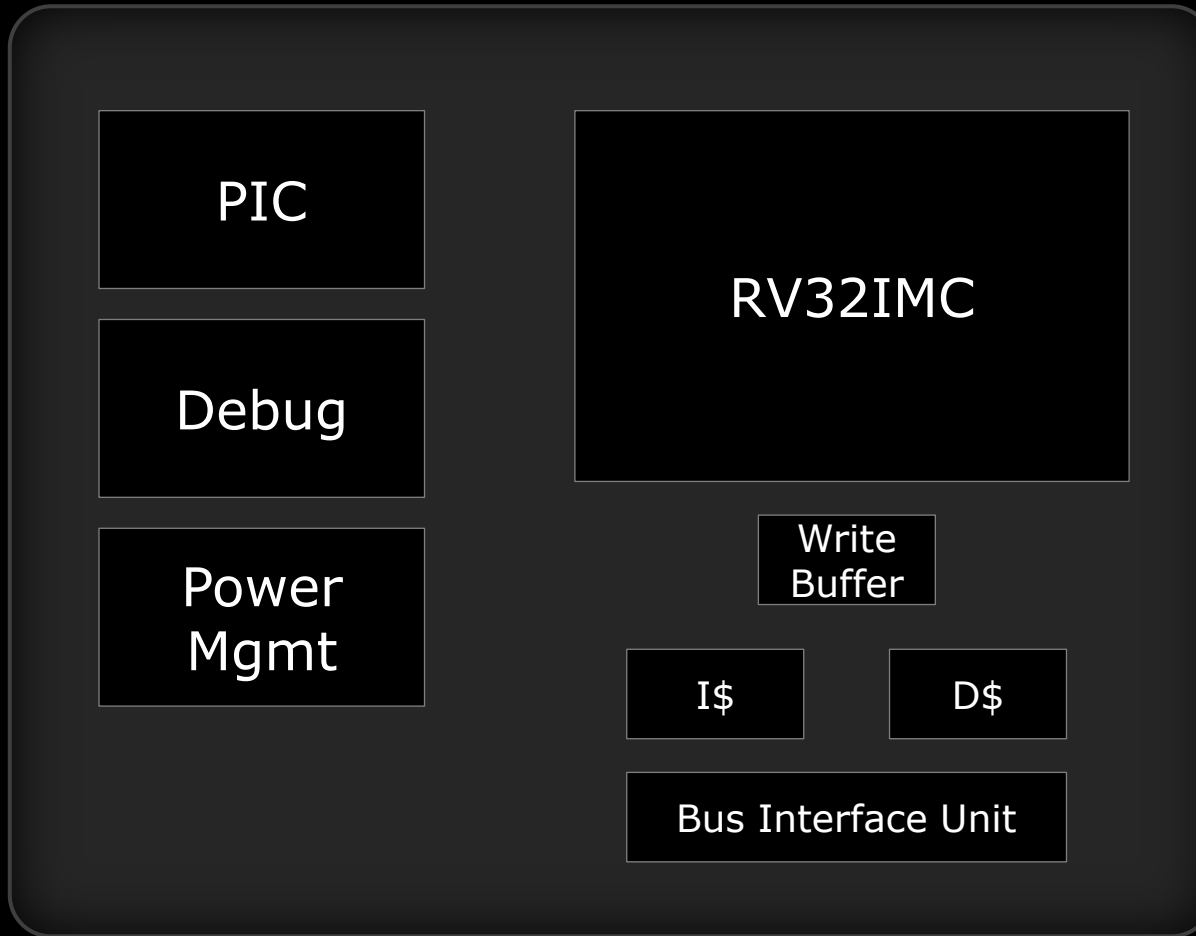 PIC
Debug
Power
Mgmt
RV32IMC
Write
Buffer
I$
D$
Bus Interface Unit